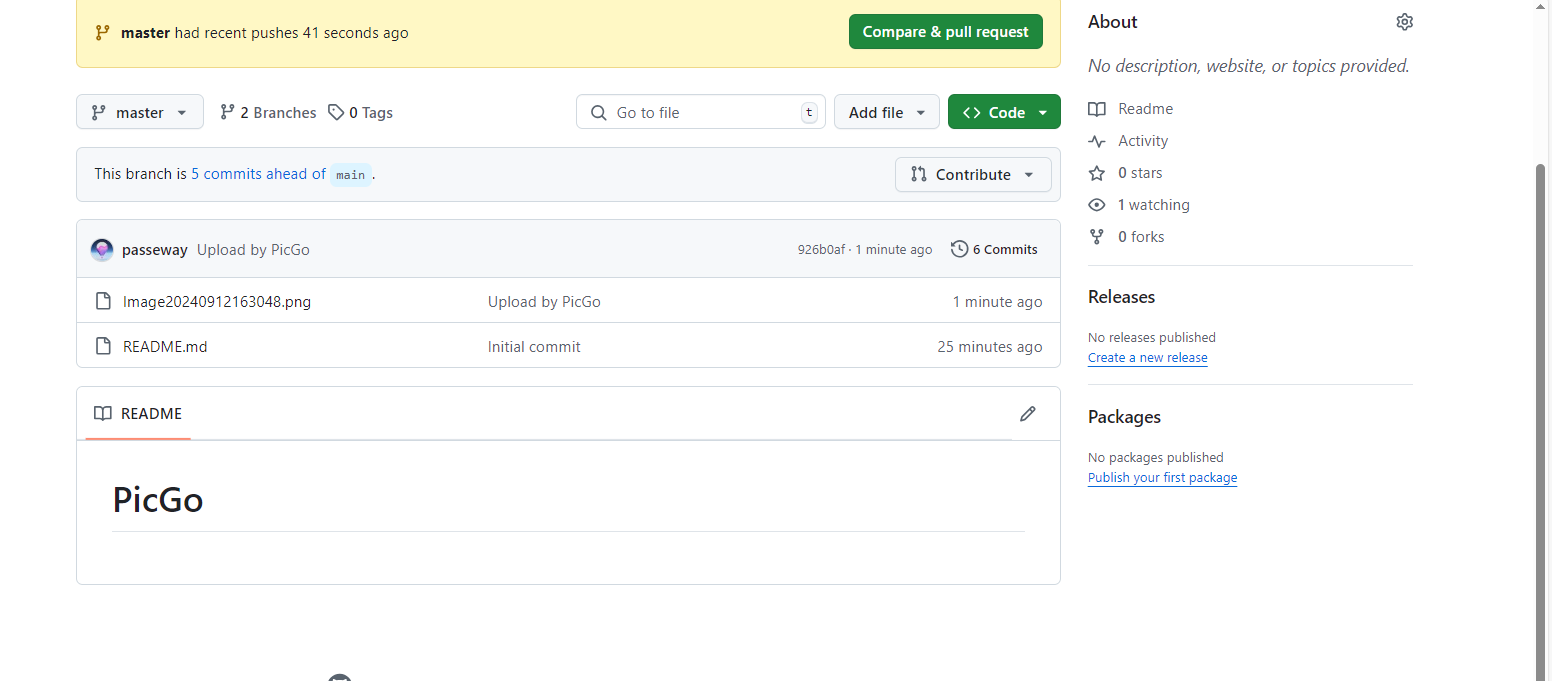 master had recent pushes 41 seconds ago
Compare & pull request
master
2 Branches
0 Tags
Go to file
t
Add file
Code
This branch is 5 commits ahead of main .
Contribute
passeway Upload by PicGo
926b0af · 1 minute ago
6 Commits
Image20240912163048.png Upload by PicGo 1 minute ago
README.md Initial commit 25 minutes ago
README
PicGo
About
No description, website, or topics provided.
Readme
Activity
0 stars
1 watching
0 forks
Releases
No releases published
Create a new release
Packages
No packages published
Publish your first package